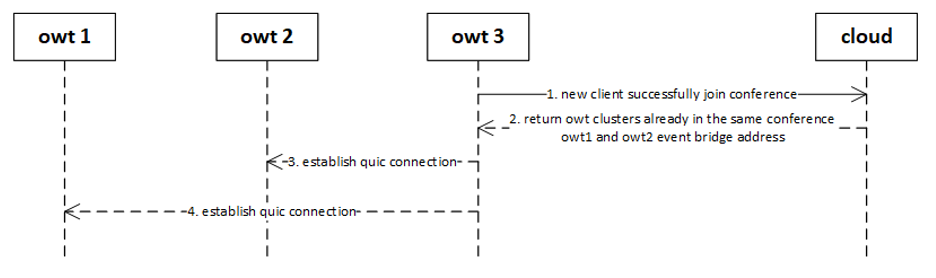 owt 1
owt 2
owt 3
cloud
1. new client successfully join conference
2. return owt clusters already in the same conference
owt1 and owt2 event bridge address
3. establish quic connection
4. establish quic connection